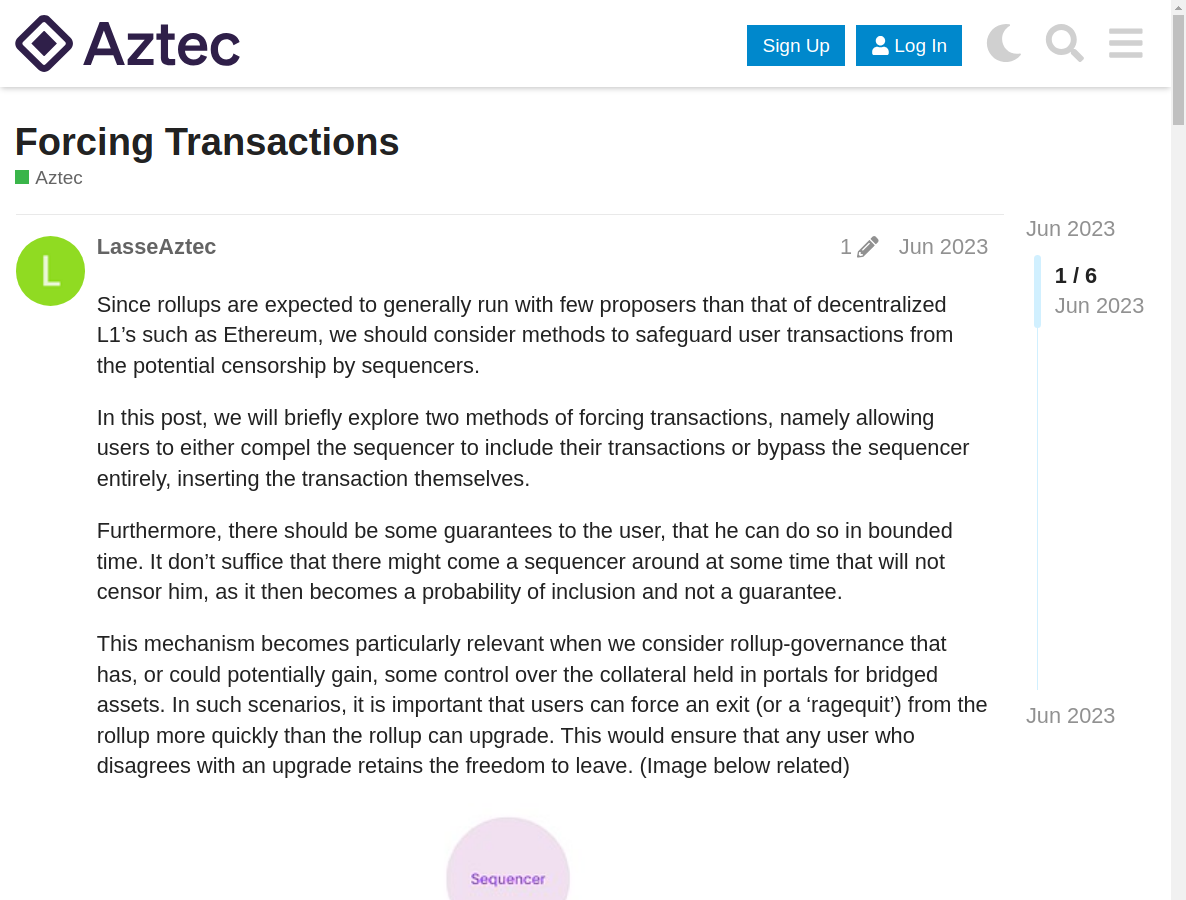 Aztec
Sign Up
Log In
Forcing Transactions
Aztec
LasseAztec
1
Jun 2023
Since rollups are expected to generally run with few proposers than that of decentralized
L1’s such as Ethereum, we should consider methods to safeguard user transactions from
the potential censorship by sequencers.
In this post, we will briefly explore two methods of forcing transactions, namely allowing
users to either compel the sequencer to include their transactions or bypass the sequencer
entirely, inserting the transaction themselves.
Furthermore, there should be some guarantees to the user, that he can do so in bounded
time. It don’t suffice that there might come a sequencer around at some time that will not
censor him, as it then becomes a probability of inclusion and not a guarantee.
This mechanism becomes particularly relevant when we consider rollup-governance that
has, or could potentially gain, some control over the collateral held in portals for bridged
assets. In such scenarios, it is important that users can force an exit (or a ‘ragequit’) from the
rollup more quickly than the rollup can upgrade. This would ensure that any user who
disagrees with an upgrade retains the freedom to leave. (Image below related)
Sequencer
Jun 2023
1 / 6
Jun 2023
Jun 2023
L